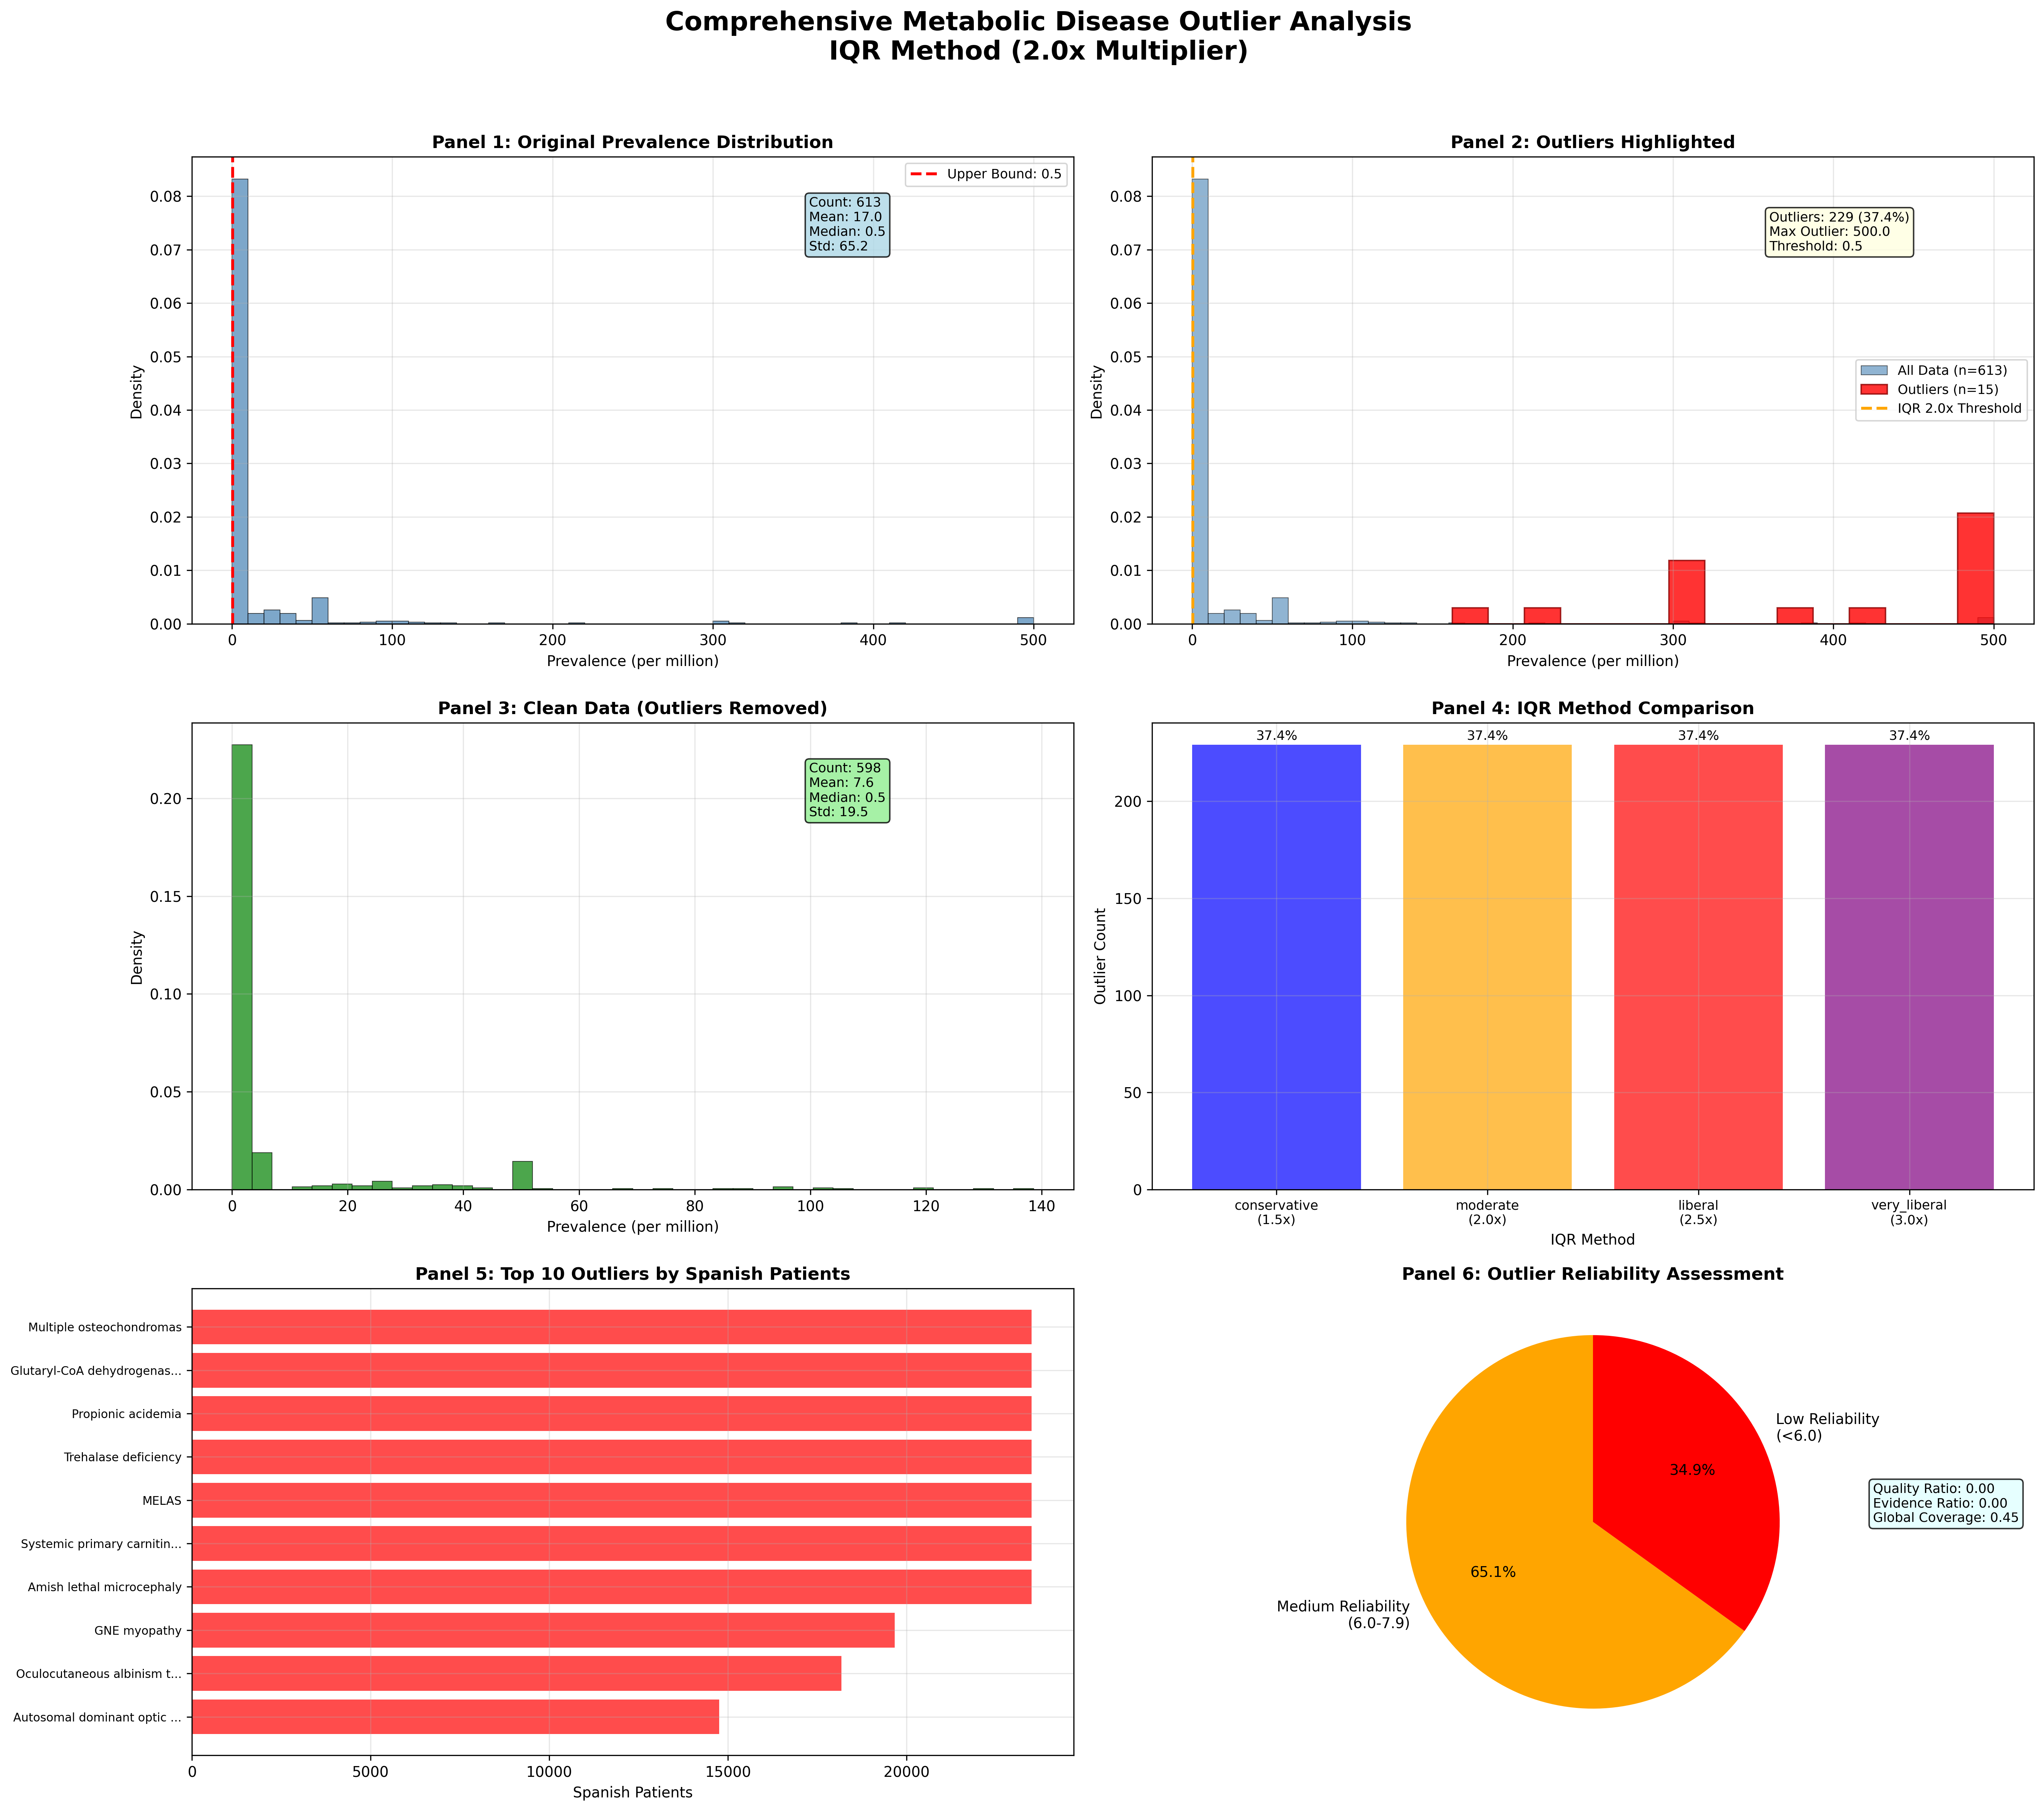 Comprehensive Metabolic Disease Outlier Analysis
IQR Method (2.0x Multiplier)
Panel 1: Original Prevalence Distribution
Upper Bound: 0.5
Count: 613
Mean: 17.0
Median: 0.5
Std: 65.2
Density
0.08
0.07
0.06
0.05
0.04
0.03
0.02
0.01
0.00
0
100
200
300
400
500
Prevalence (per million)
Panel 2: Outliers Highlighted
Outliers: 229 (37.4%)
Max Outlier: 500.0
Threshold: 0.5
All Data (n=613)
Outliers (n=15)
IQR 2.0x Threshold
Density
0.08
0.07
0.06
0.05
0.04
0.03
0.02
0.01
0.00
0
100
200
300
400
500
Prevalence (per million)
Panel 3: Clean Data (Outliers Removed)
Count: 598
Mean: 7.6
Median: 0.5
Std: 19.5
Density
0.20
0.15
0.10
0.05
0.00
0
20
40
60
80
100
120
140
Prevalence (per million)
Panel 4: IQR Method Comparison
37.4%
37.4%
37.4%
37.4%
Outlier Count
200
150
100
50
0
conservative
(1.5x)
moderate
(2.0x)
liberal
(2.5x)
very_liberal
(3.0x)
IQR Method
Panel 5: Top 10 Outliers by Spanish Patients
Multiple osteochondromas
Glutaryl-CoA dehydrogenas...
Propionic acidemia
Trehalase deficiency
MELAS
Systemic primary carnitin...
Amish lethal microcephaly
GNE myopathy
Oculocutaneous albinism t...
Autosomal dominant optic ...
0
5000
10000
15000
20000
Spanish Patients
Panel 6: Outlier Reliability Assessment
Low Reliability
(<6.0)
34.9%
Quality Ratio: 0.00
Evidence Ratio: 0.00
Global Coverage: 0.45
65.1%
Medium Reliability
(6.0-7.9)